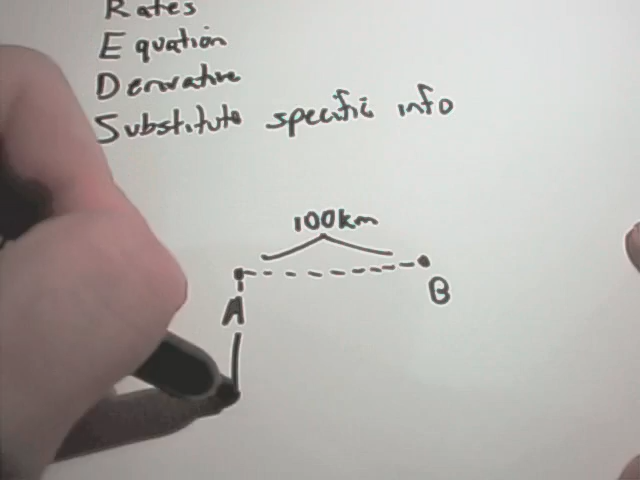 Rates
Equation
Derivative
Substitute specific info
100km
A
B